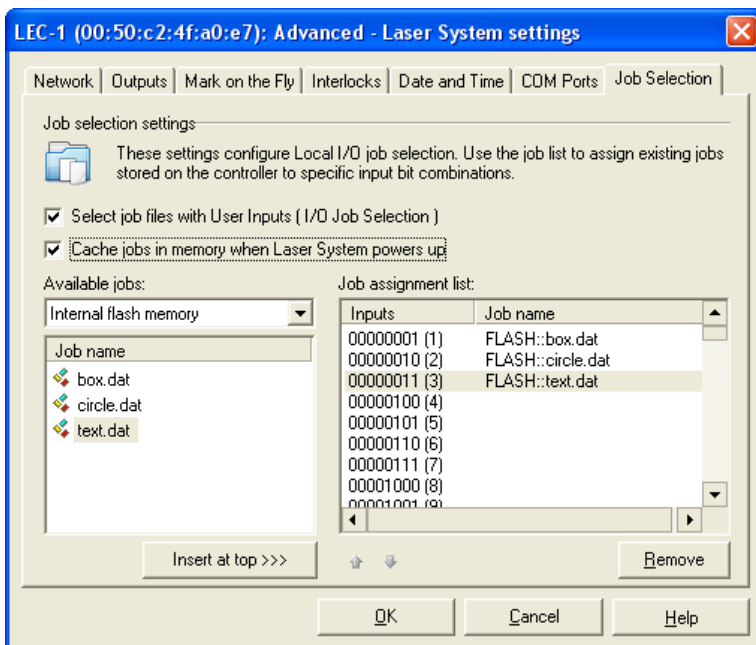 LEC-1 (00:50:c2:4f:a0:e7): Advanced - Laser System settings
Network Outputs Mark on the Fly Interlocks Date and Time COM Ports Job Selection
Job selection settings
These settings configure Local I/O job selection. Use the job list to assign existing jobs
stored on the controller to specific input bit combinations.
Select job files with User Inputs ( I/O Job Selection )
Cache jobs in memory when Laser System powers up
Available jobs:
Internal flash memory
Job name
box.dat
circle.dat
text.dat
Insert at top >>>
Job assignment list:
Inputs Job name
00000001 (1) FLASH::box.dat
00000010 (2) FLASH::circle.dat
00000011 (3) FLASH::text.dat
00000100 (4)
00000101 (5)
00000110 (6)
00000111 (7)
00001000 (8)
00001001 (9)
Remove
OK Cancel Help